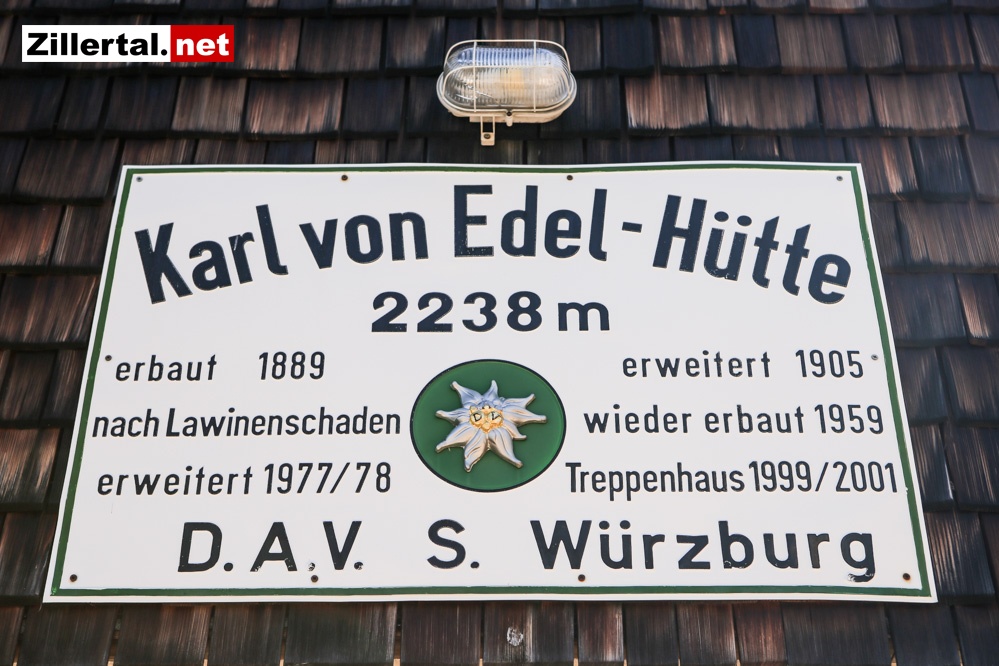 Zillertal.net
Karl von Edel-Hütte
2238 m
erbaut 1889 erweitert 1905
nach Lawinenschaden wieder erbaut 1959
erweitert 1977/78 Treppenhaus 1999/2001
D.A.V. S. Würzburg